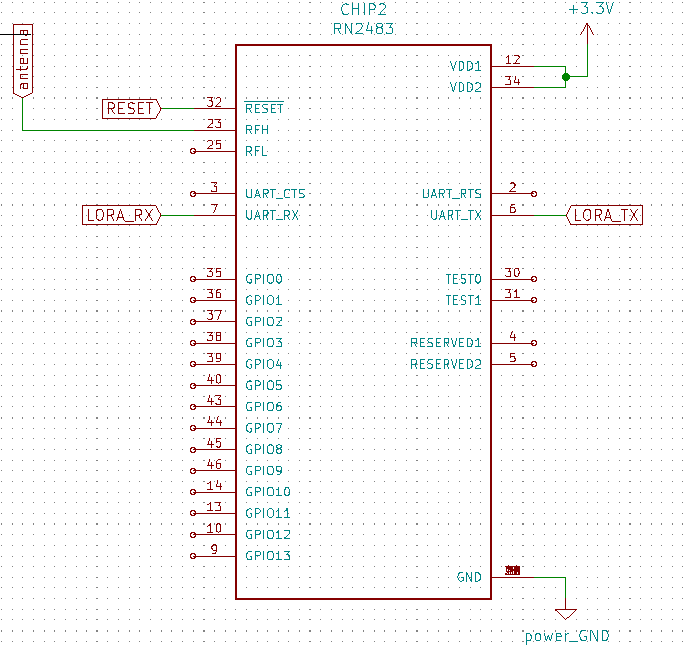 CHIP2
RN2483
+3.3V
antenna
RESET
32
RESET
23
RFH
25
RFL
3
UART_CTS
LORA_RX
7
UART_RX
35
GPIO0
36
GPIO1
37
GPIO2
38
GPIO3
39
GPIO4
40
GPIO5
43
GPIO6
44
GPIO7
45
GPIO8
46
GPIO9
14
GPIO10
13
GPIO11
10
GPIO12
9
GPIO13
VDD1
12
VDD2
34
UART_RTS
2
UART_TX
6
LORA_TX
TEST0
30
TEST1
31
RESERVED1
4
RESERVED2
5
GND
power_GND